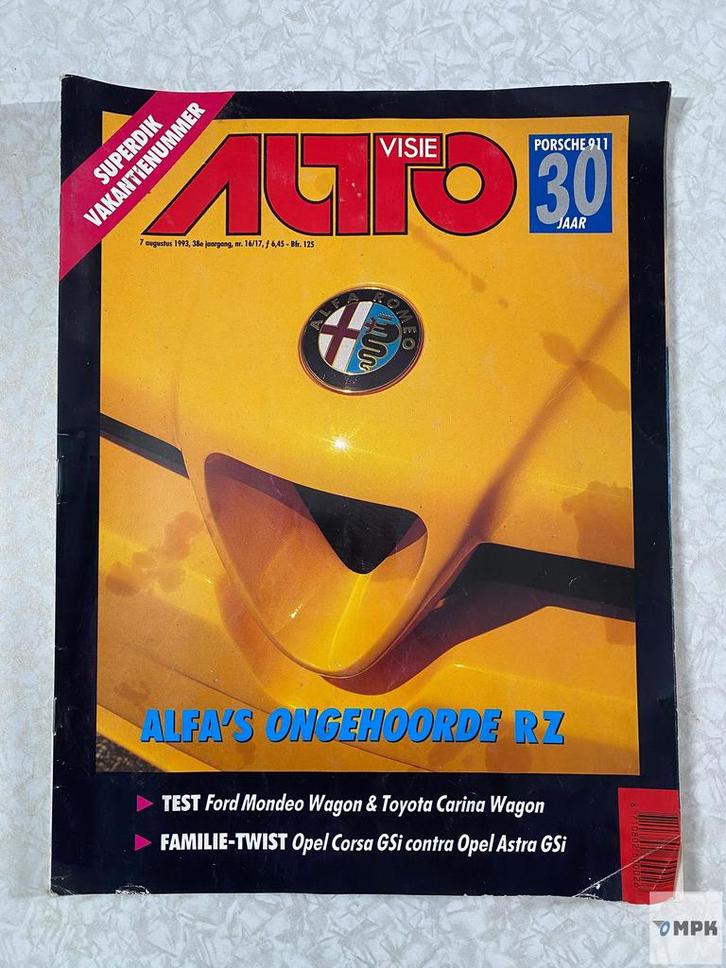 SUPERDIK
VAKANTIENUMMER
AUTO
VISIE
PORSCHE 911
30
JAAR
7 augustus 1993, 38e jaargang, nr. 16/17, ƒ 6,45 - Bfr. 125
ALFA ROMEO
ALFA'S ONGEHOORDE RZ
TEST Ford Mondeo Wagon & Toyota Carina Wagon
FAMILIE-TWIST Opel Corsa GSi contra Opel Astra GSi
MPK